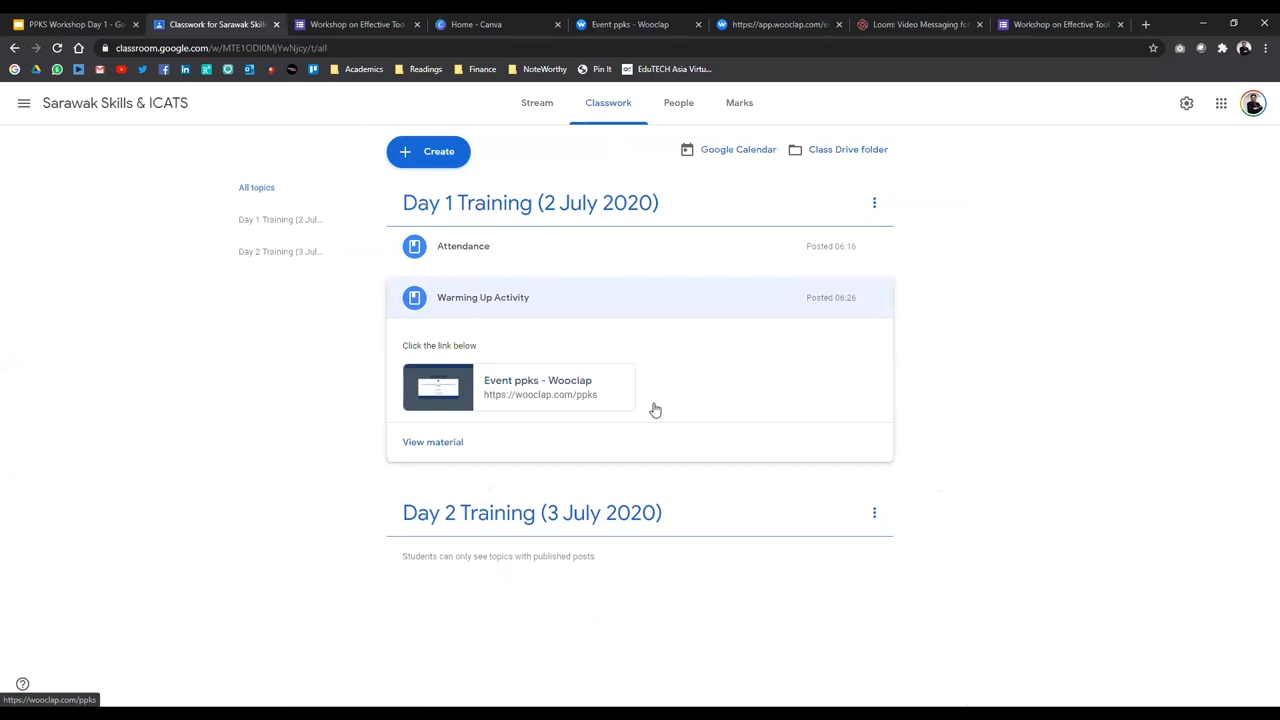 PPKS Workshop Day 1 - Go
Classwork for Sarawak Skills
Workshop on Effective Too
Home - Canva
Event ppks - Wooclap
https://app.wooclap.com/e
Loom: Video Messaging for
Workshop on Effective Tool
classroom.google.com/w/MTE1ODI0MjYwNjcy/t/all
Academics
Readings
Finance
NoteWorthy
Pin It
EduTECH Asia Virtu...
Sarawak Skills & ICATS
Stream
Classwork
People
Marks
Create
Google Calendar
Class Drive folder
All topics
Day 1 Training (2 Jul...
Day 2 Training (3 Jul...
Day 1 Training (2 July 2020)
Attendance
Posted 06:16
Warming Up Activity
Posted 06:26
Click the link below
Event ppks - Wooclap
https://wooclap.com/ppks
View material
Day 2 Training (3 July 2020)
Students can only see topics with published posts
https://wooclap.com/ppks